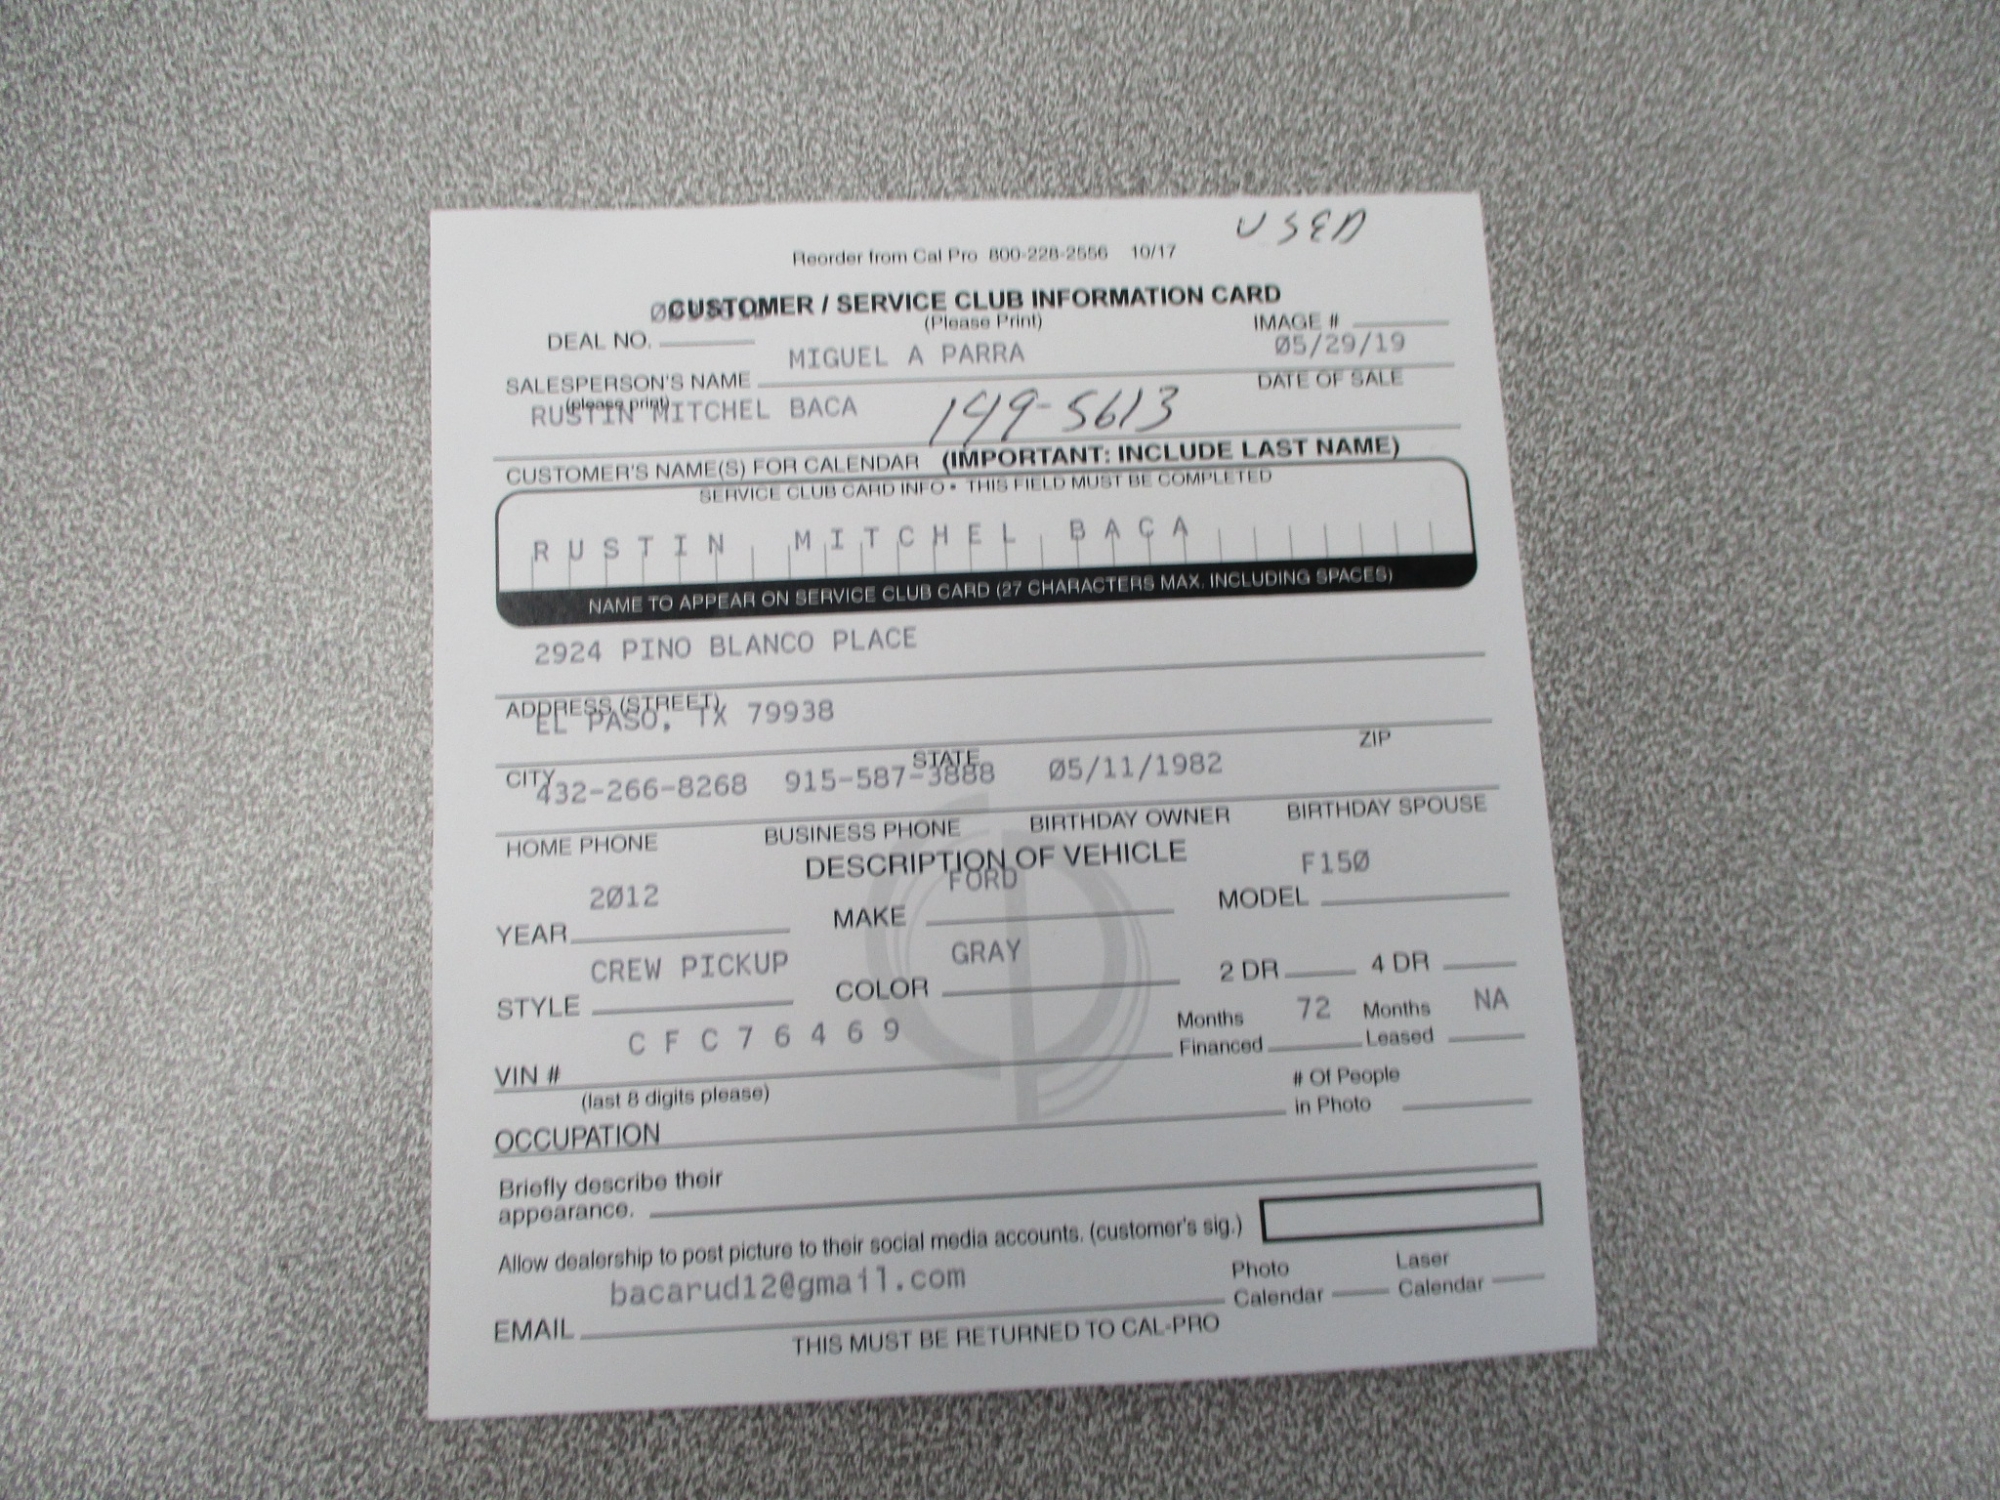 USED
Reorder from Cal Pro 800-228-2556 10/17
CUSTOMER / SERVICE CLUB INFORMATION CARD
(Please Print)
DEAL NO. IMAGE #
MIGUEL A PARRA 05/29/19
SALESPERSON'S NAME DATE OF SALE
(please print)
RUSTIN MITCHEL BACA 149-5613
CUSTOMER'S NAME(S) FOR CALENDAR (IMPORTANT: INCLUDE LAST NAME)
SERVICE CLUB CARD INFO • THIS FIELD MUST BE COMPLETED
RUSTIN MITCHEL BACA
NAME TO APPEAR ON SERVICE CLUB CARD (27 CHARACTERS MAX. INCLUDING SPACES)
2924 PINO BLANCO PLACE
ADDRESS (STREET)
EL PASO, TX 79938
CITY STATE ZIP
432-266-8268 915-587-3888 05/11/1982
HOME PHONE BUSINESS PHONE BIRTHDAY OWNER BIRTHDAY SPOUSE
DESCRIPTION OF VEHICLE
2012 FORD F150
YEAR MAKE MODEL
CREW PICKUP GRAY
STYLE COLOR 2 DR 4 DR
C F C 7 6 4 6 9 Months 72 Months NA
VIN # Financed Leased
(last 8 digits please) # Of People
OCCUPATION in Photo
Briefly describe their
appearance.
Allow dealership to post picture to their social media accounts. (customer's sig.)
bacarud12@gmail.com Photo Laser
EMAIL Calendar Calendar
THIS MUST BE RETURNED TO CAL-PRO